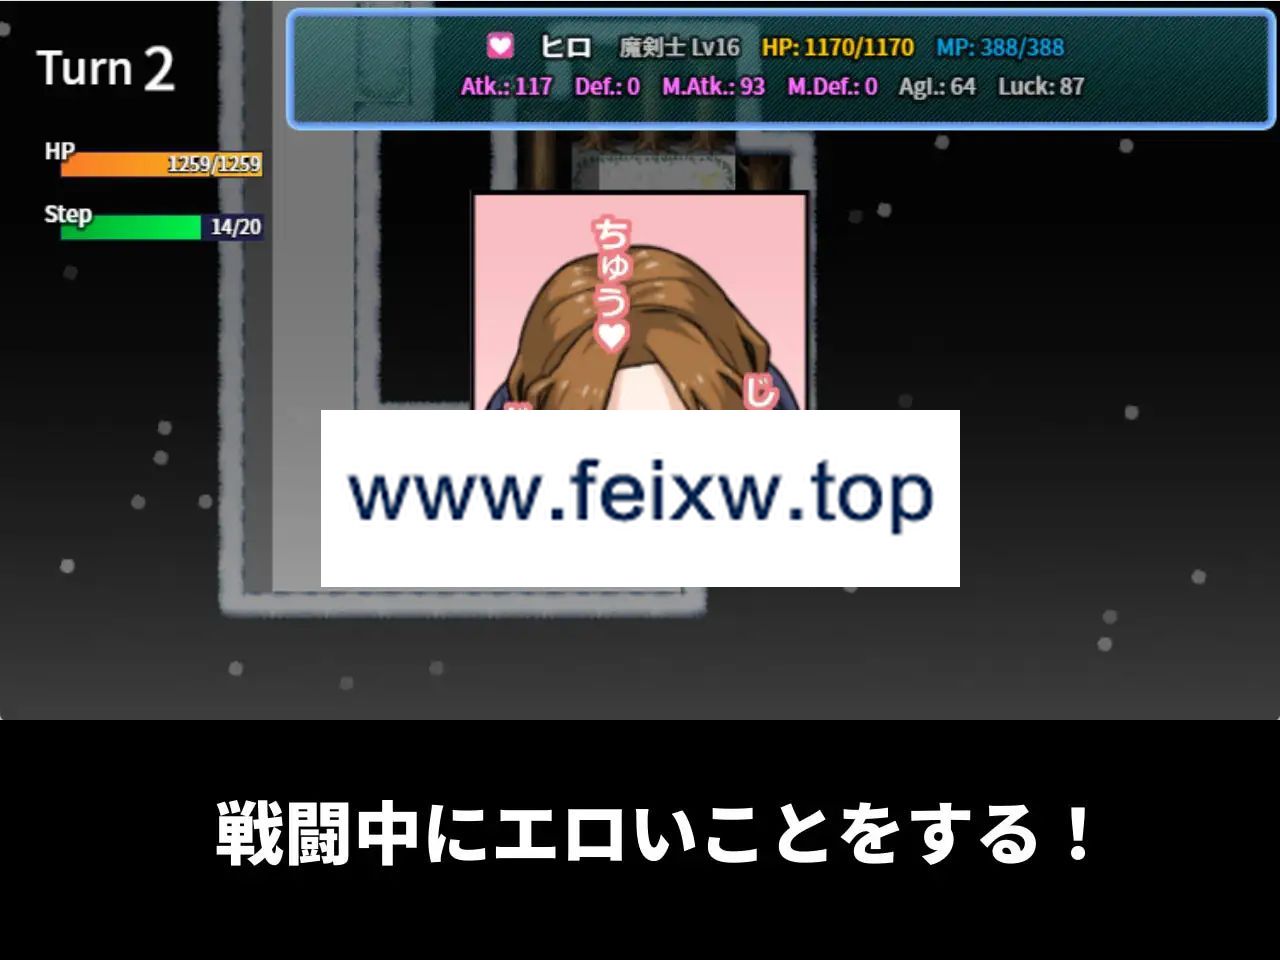 Turn 2
ヒロ 魔剣士 Lv16 HP: 1170/1170 MP: 388/388
Atk.: 117 Def.: 0 M.Atk.: 93 M.Def.: 0 Agl.: 64 Luck: 87
HP 1259/1259
Step 14/20
ちゅう♥
じ
www.feixw.top
戦闘中にエロいことをする！